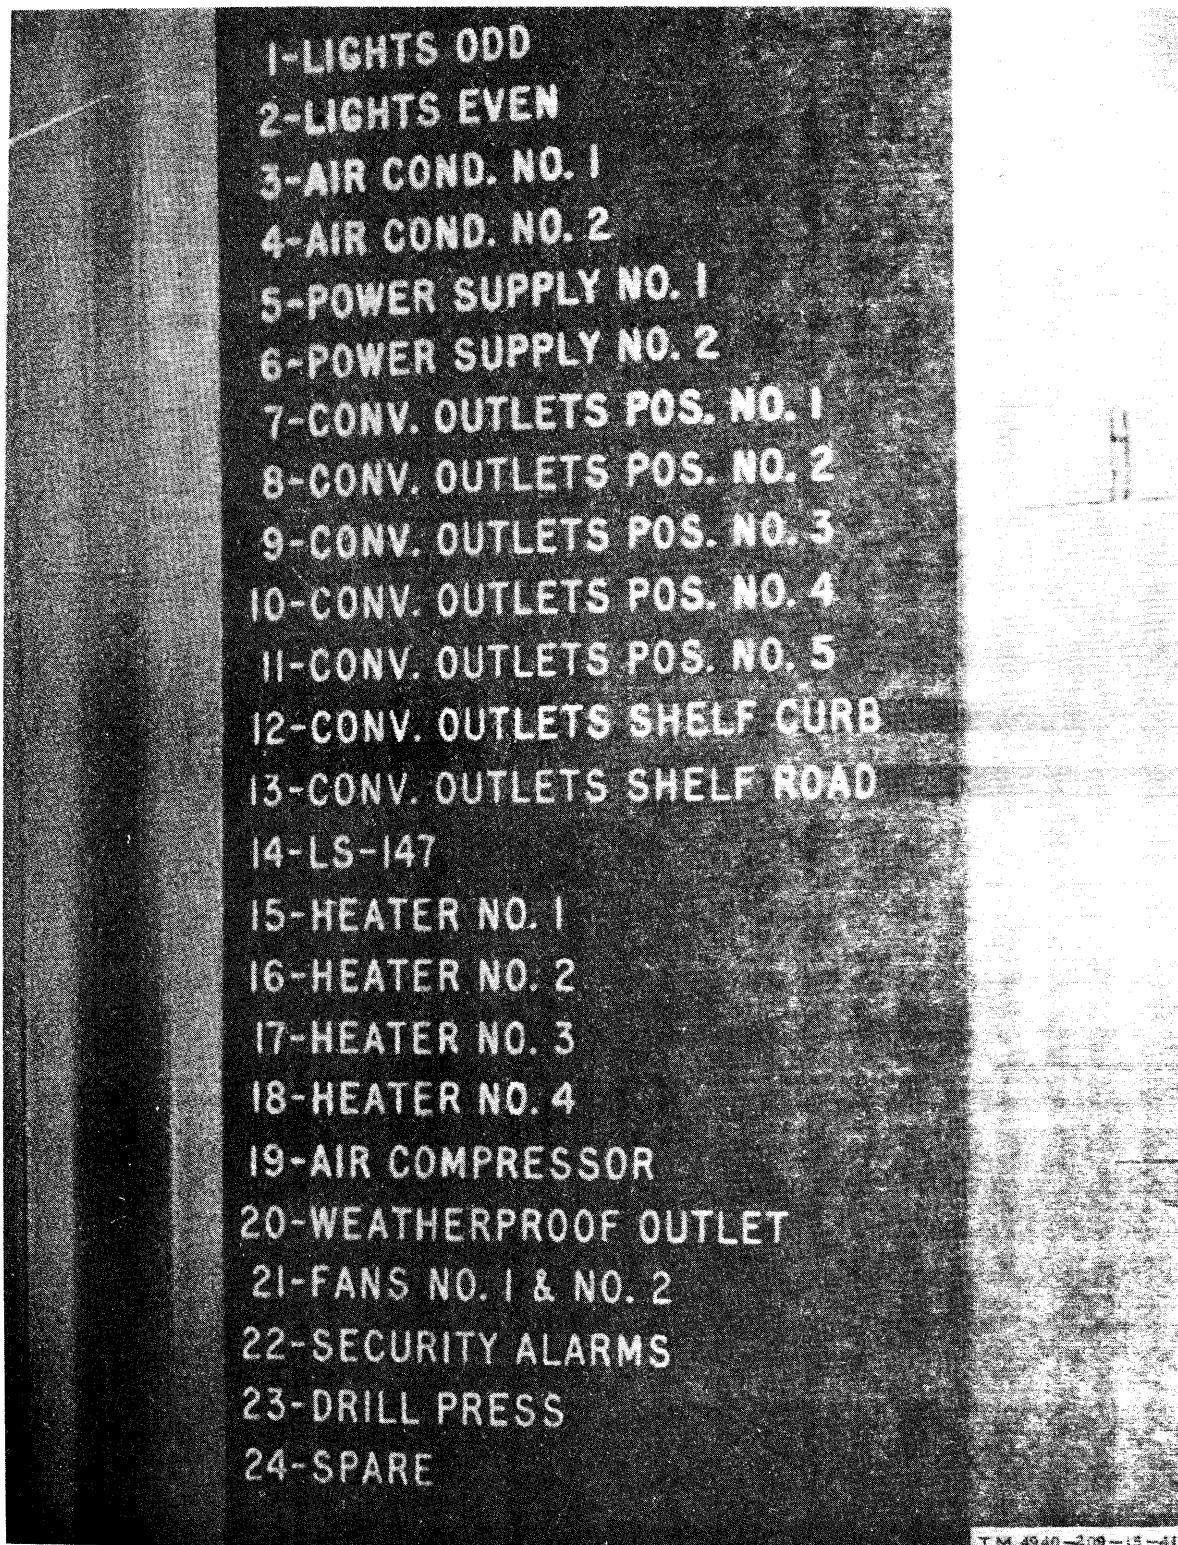 1-LIGHTS ODD
2-LIGHTS EVEN
3-AIR COND. NO. 1
4-AIR COND. NO. 2
5-POWER SUPPLY NO. 1
6-POWER SUPPLY NO. 2
7-CONV. OUTLETS POS. NO. 1
8-CONV. OUTLETS POS. NO. 2
9-CONV. OUTLETS POS. NO. 3
10-CONV. OUTLETS POS. NO. 4
11-CONV. OUTLETS POS. NO. 5
12-CONV. OUTLETS SHELF CURB
13-CONV. OUTLETS SHELF ROAD
14-LS-147
15-HEATER NO. 1
16-HEATER NO. 2
17-HEATER NO. 3
18-HEATER NO. 4
19-AIR COMPRESSOR
20-WEATHERPROOF OUTLET
21-FANS NO. 1 & NO. 2
22-SECURITY ALARMS
23-DRILL PRESS
24-SPARE
TM